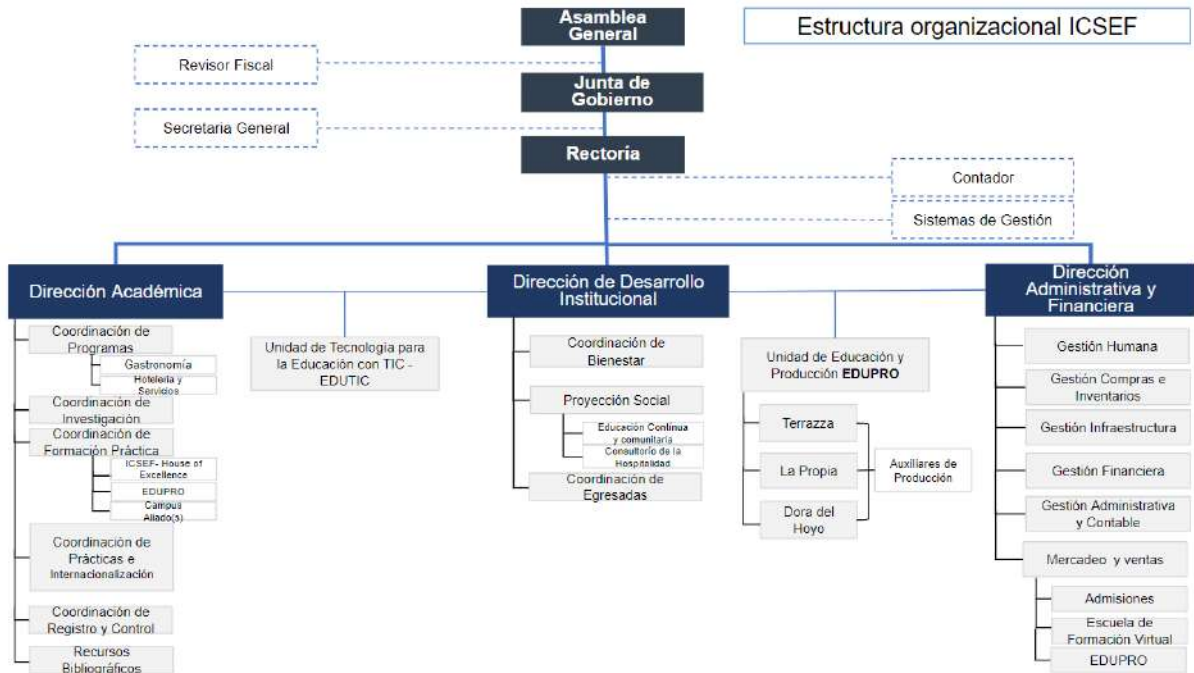 Asamblea
General
Estructura organizacional ICSEF
Revisor Fiscal
Junta de
Gobierno
Secretaria General
Rectoría
Contador
Sistemas de Gestión
Dirección Académica
Dirección de Desarrollo
Institucional
Dirección
Administrativa y
Financiera
Coordinación de
Programas
Gastronomía
Hotelería y
Servicios
Coordinación de
Investigación
Coordinación de
Formación Práctica
ICSEF- House of
Excellence
EDUPRO
Campus
Aliado(s)
Coordinación de
Prácticas e
Internacionalización
Coordinación de
Registro y Control
Recursos
Bibliográficos
Unidad de Tecnología para
la Educación con TIC -
EDUTIC
Coordinación de
Bienestar
Proyección Social
Educación Continua
y comunitaria
Consultorio de la
Hospitalidad
Coordinación de
Egresadas
Unidad de Educación y
Producción EDUPRO
Terrazza
La Propia
Dora del
Hoyo
Auxiliares de
Producción
Gestión Humana
Gestión Compras e
Inventarios
Gestión Infraestructura
Gestión Financiera
Gestión Administrativa
y Contable
Mercadeo y ventas
Admisiones
Escuela de
Formación Virtual
EDUPRO